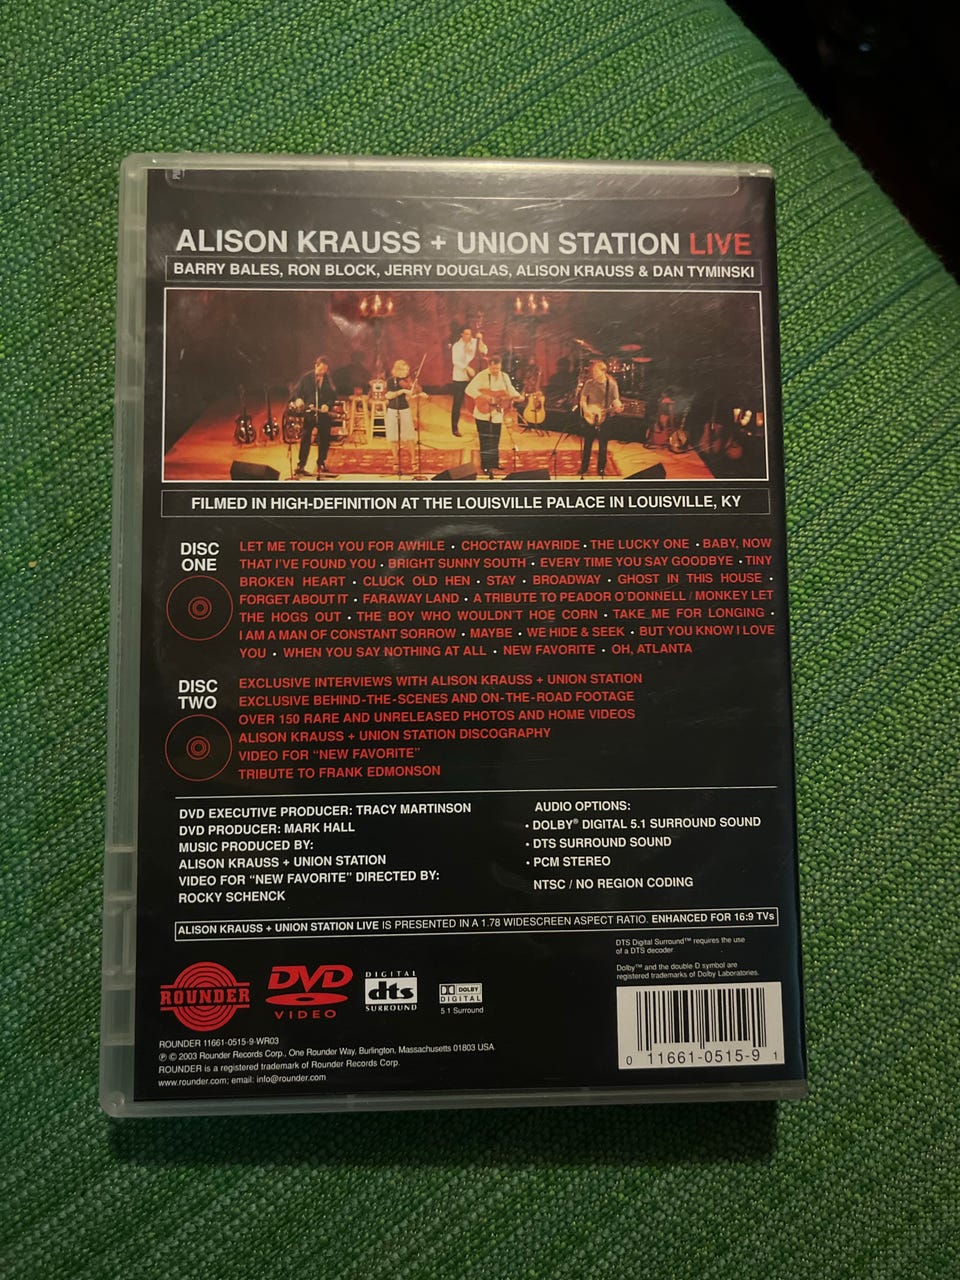 ALISON KRAUSS + UNION STATION LIVE
BARRY BALES, RON BLOCK, JERRY DOUGLAS, ALISON KRAUSS & DAN TYMINSKI
FILMED IN HIGH-DEFINITION AT THE LOUISVILLE PALACE IN LOUISVILLE, KY
DISC
ONE
LET ME TOUCH YOU FOR AWHILE • CHOCTAW HAYRIDE • THE LUCKY ONE • BABY, NOW
THAT I'VE FOUND YOU • BRIGHT SUNNY SOUTH • EVERY TIME YOU SAY GOODBYE • TINY
BROKEN HEART • CLUCK OLD HEN • STAY • BROADWAY • GHOST IN THIS HOUSE •
FORGET ABOUT IT • FARAWAY LAND • A TRIBUTE TO PEADOR O'DONNELL / MONKEY LET
THE HOGS OUT • THE BOY WHO WOULDN'T HOE CORN • TAKE ME FOR LONGING •
I AM A MAN OF CONSTANT SORROW • MAYBE • WE HIDE & SEEK • BUT YOU KNOW I LOVE
YOU • WHEN YOU SAY NOTHING AT ALL • NEW FAVORITE • OH, ATLANTA
DISC
TWO
EXCLUSIVE INTERVIEWS WITH ALISON KRAUSS + UNION STATION
EXCLUSIVE BEHIND-THE-SCENES AND ON-THE-ROAD FOOTAGE
OVER 150 RARE AND UNRELEASED PHOTOS AND HOME VIDEOS
ALISON KRAUSS + UNION STATION DISCOGRAPHY
VIDEO FOR "NEW FAVORITE"
TRIBUTE TO FRANK EDMONSON
DVD EXECUTIVE PRODUCER: TRACY MARTINSON
DVD PRODUCER: MARK HALL
MUSIC PRODUCED BY:
ALISON KRAUSS + UNION STATION
VIDEO FOR "NEW FAVORITE" DIRECTED BY:
ROCKY SCHENCK
AUDIO OPTIONS:
• DOLBY® DIGITAL 5.1 SURROUND SOUND
• DTS SURROUND SOUND
• PCM STEREO
NTSC / NO REGION CODING
ALISON KRAUSS + UNION STATION LIVE IS PRESENTED IN A 1.78 WIDESCREEN ASPECT RATIO. ENHANCED FOR 16:9 TVs
DTS Digital Surround™ requires the use
of a DTS decoder
Dolby™ and the double-D symbol are
registered trademarks of Dolby Laboratories.
ROUNDER
DVD
VIDEO
DIGITAL
dts
SURROUND
DOLBY
DIGITAL
5.1 Surround
ROUNDER 11661-0515-9-WR03
℗ © 2003 Rounder Records Corp., One Rounder Way, Burlington, Massachusetts 01803 USA.
ROUNDER is a registered trademark of Rounder Records Corp.
www.rounder.com; email: info@rounder.com
0 11661-0515-9 1